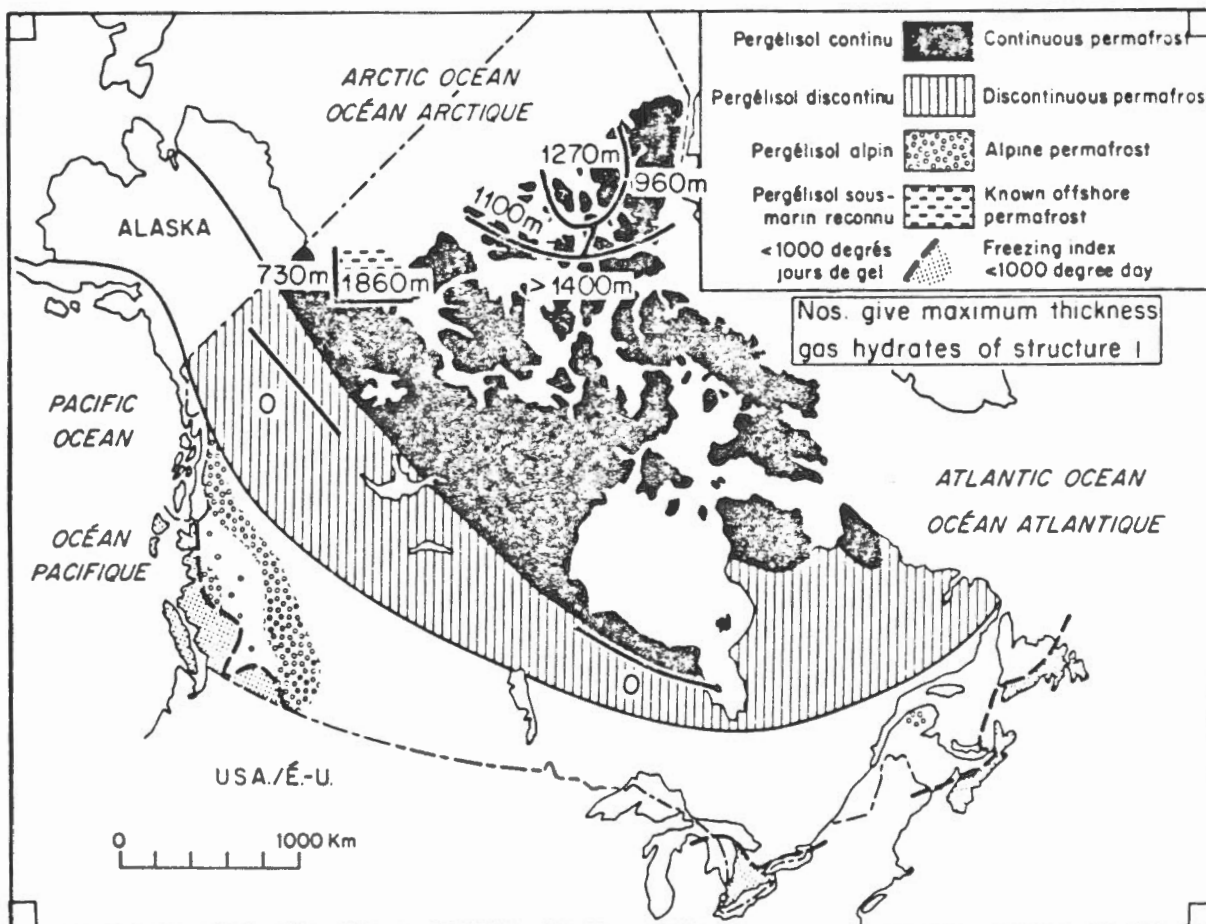 Pergélisol continu
Continuous permafrost
Pergélisol discontinu
Discontinuous permafros
Pergélisol alpin
Alpine permafrost
Pergélisol sous-
marin reconnu
Known offshore
permafrost
<1000 degrés
jours de gel
Freezing index
<1000 degree day
Nos. give maximum thickness
gas hydrates of structure I
ARCTIC OCEAN
OCÉAN ARCTIQUE
1270m
960m
1100m
ALASKA
730m
1860m
>1400m
O
PACIFIC
OCEAN
OCÉAN
PACIFIQUE
ATLANTIC OCEAN
OCÉAN ATLANTIQUE
O
USA./É.-U.
0 1000 Km